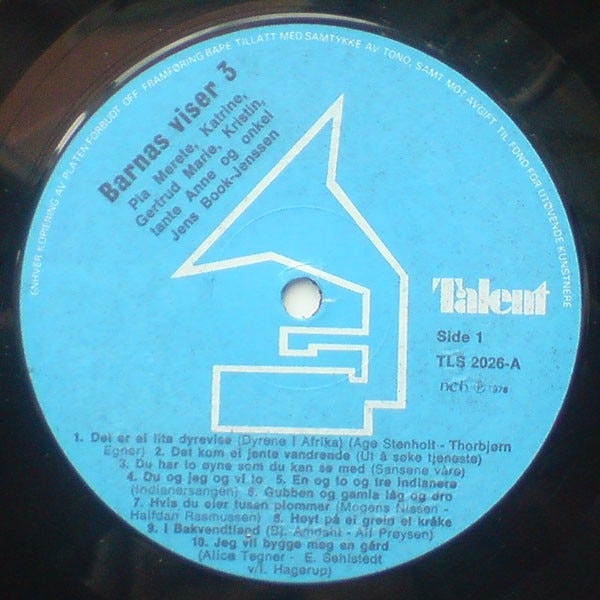 ENHVER KOPIERING AV PLATEN FORBUDT. OFF. FRAMFØRING BARE TILLATT MED SAMTYKKE AV TONO, SAMT MOT AVGIFT TIL FOND FOR UTØVENDE KUNSTNERE
Barnas viser 3
Pia Merete, Katrine,
Gertrud Marie, Kristin,
tante Anne og onkel
Jens Book-Jenssen
Talent
Side 1
TLS 2026-A
ncb Ⓟ 1978
1. Det er ei lita dyrevise (Dyrene i Afrika) (Age Stenholt - Thorbjørn
Egner) 2. Det kom ei jente vandrende (Ut å søke tjeneste)
3. Du har to øyne som du kan se med (Sansene våre)
4. Du og jeg og vi to 5. En og to og tre indianere
(Indianersangen) 6. Gubben og gamla låg og dro
7. Hvis du eier tusen plommer (Mogens Nissen -
Halfdan Rasmussen) 8. Høyt på ei grein ei kråke
9. I Bakvendtland (Bj. Amdahl - Alf Prøysen)
10. Jeg vil bygge meg en gård
(Alice Tegner - E. Sehlstedt
v/I. Hagerup)